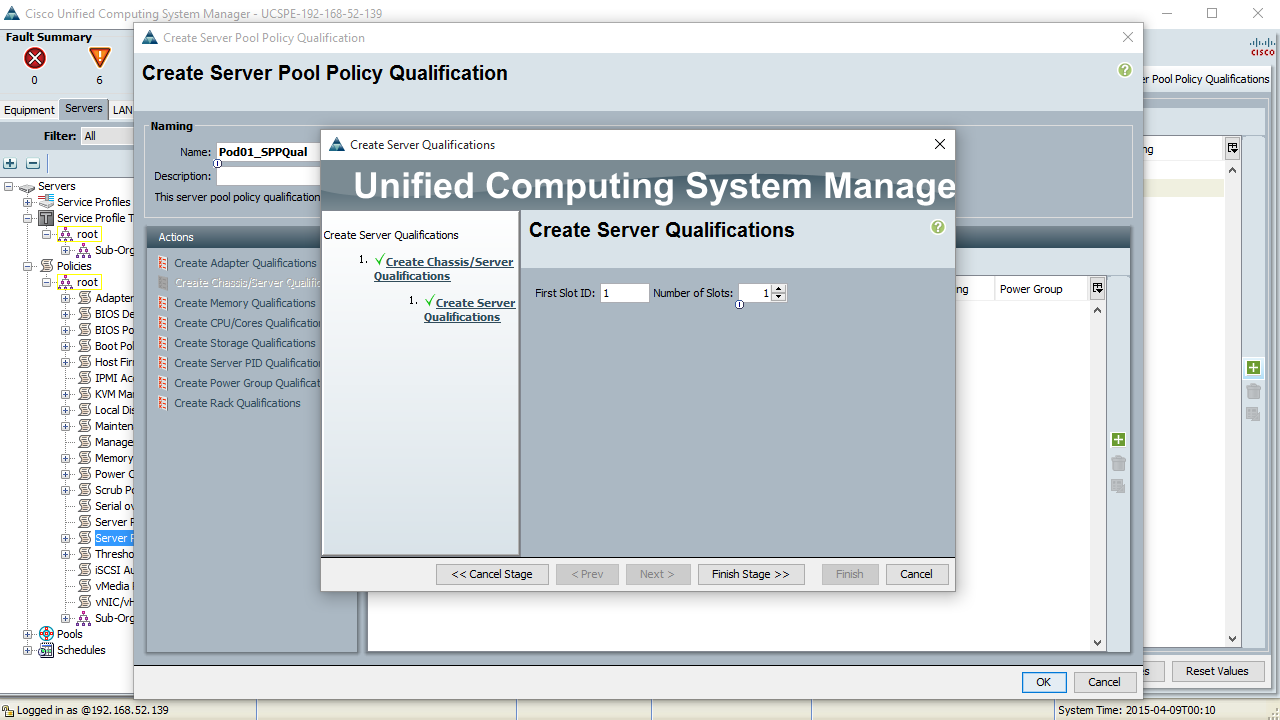 Cisco Unified Computing System Manager - UCSPE-192-168-52-139
Fault Summary
0
6
Equipment Servers LAN
Filter: All
Servers
Service Profiles
Service Profile T
root
Sub-Org
Policies
root
Adapter
BIOS De
BIOS Po
Boot Pol
Host Firm
IPMI Acc
KVM Man
Local Dis
Mainten
Manage
Memory
Power C
Scrub Po
Serial ov
Server P
Server P
Thresho
iSCSI Au
vMedia
vNIC/vH
Sub-Org
Pools
Schedules
Create Server Pool Policy Qualification
Create Server Pool Policy Qualification
Naming
Name: Pod01_SPPQual
Description:
This server pool policy qualification
Actions
Create Adapter Qualifications
Create Chassis/Server Qualific
Create Memory Qualifications
Create CPU/Cores Qualificatio
Create Storage Qualifications
Create Server PID Qualification
Create Power Group Qualificat
Create Rack Qualifications
Create Server Qualifications
Unified Computing System Manage
Create Server Qualifications
1. Create Chassis/Server
Qualifications
1. Create Server
Qualifications
Create Server Qualifications
First Slot ID: 1 Number of Slots: 1
<< Cancel Stage < Prev Next > Finish Stage >> Finish Cancel
ng Power Group
OK Cancel
cisco
er Pool Policy Qualifications
ng
s Reset Values
Logged in as @192.168.52.139
System Time: 2015-04-09T00:10